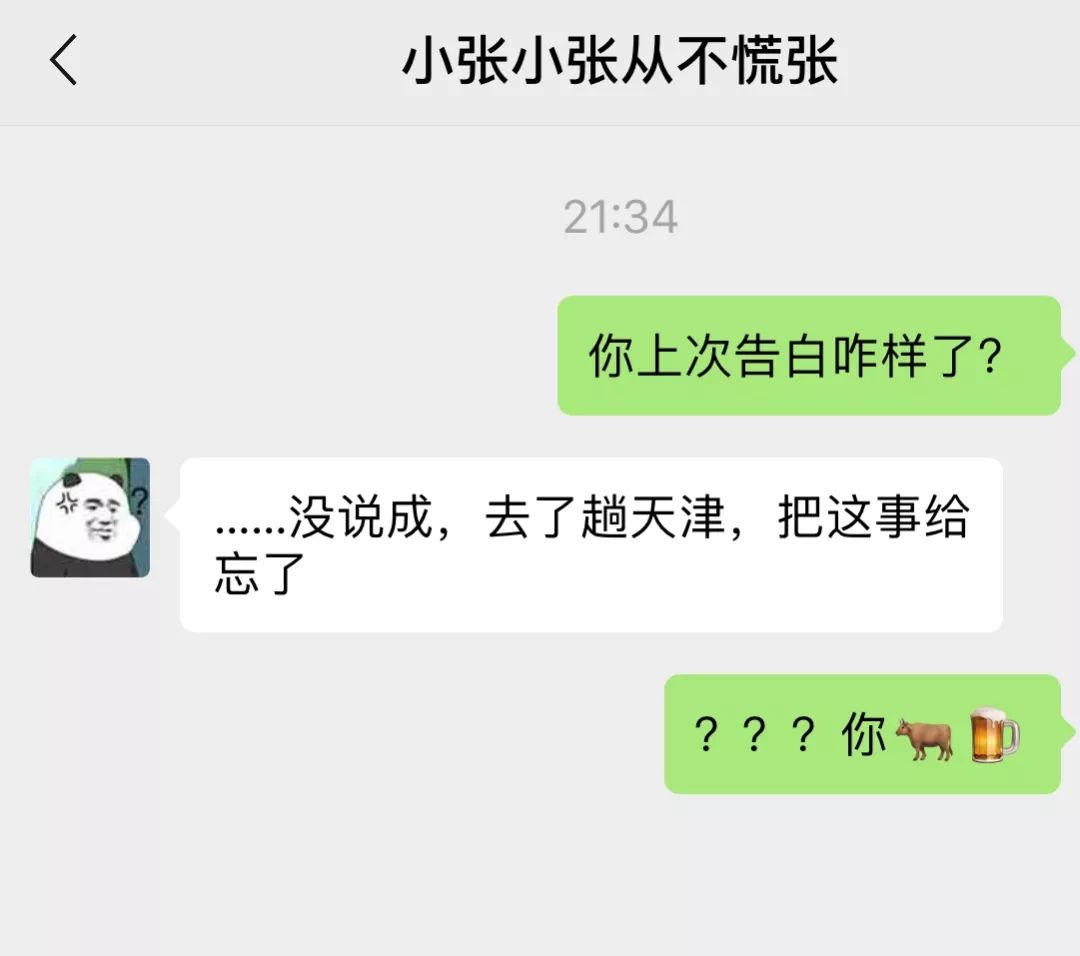 小张小张从不慌张
21:34
你上次告白咋样了?
?
......没说成，去了趟天津，把这事给
忘了
？？？你🐂🍺